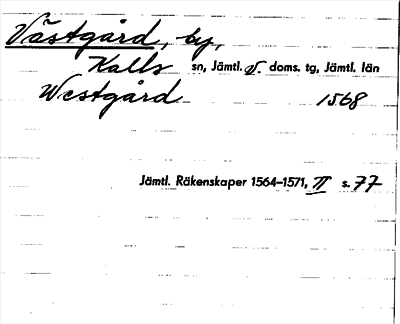 Västgård, by,
Kalls sn, Jämtl. V. doms. tg, Jämtl. län
Westgård 1568
Jämtl. Räkenskaper 1564–1571, II s. 77